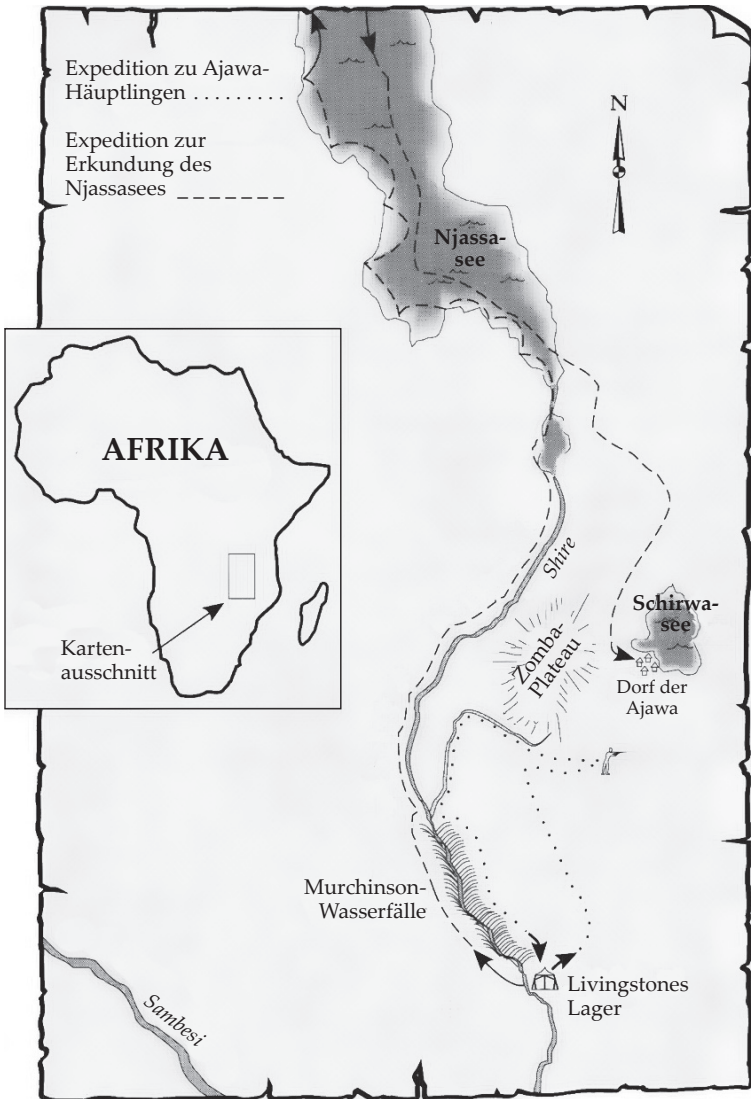 Expedition zu Ajawa-
Häuptlingen . . . . . . . . .
Expedition zur
Erkundung des
Njassasees _ _ _ _ _ _ _
N
Njassa-
see
AFRIKA
Karten-
ausschnitt
Shire
Schirwa-
see
Zomba-
Plateau
Dorf der
Ajawa
Murchinson-
Wasserfälle
Livingstones
Lager
Sambesi